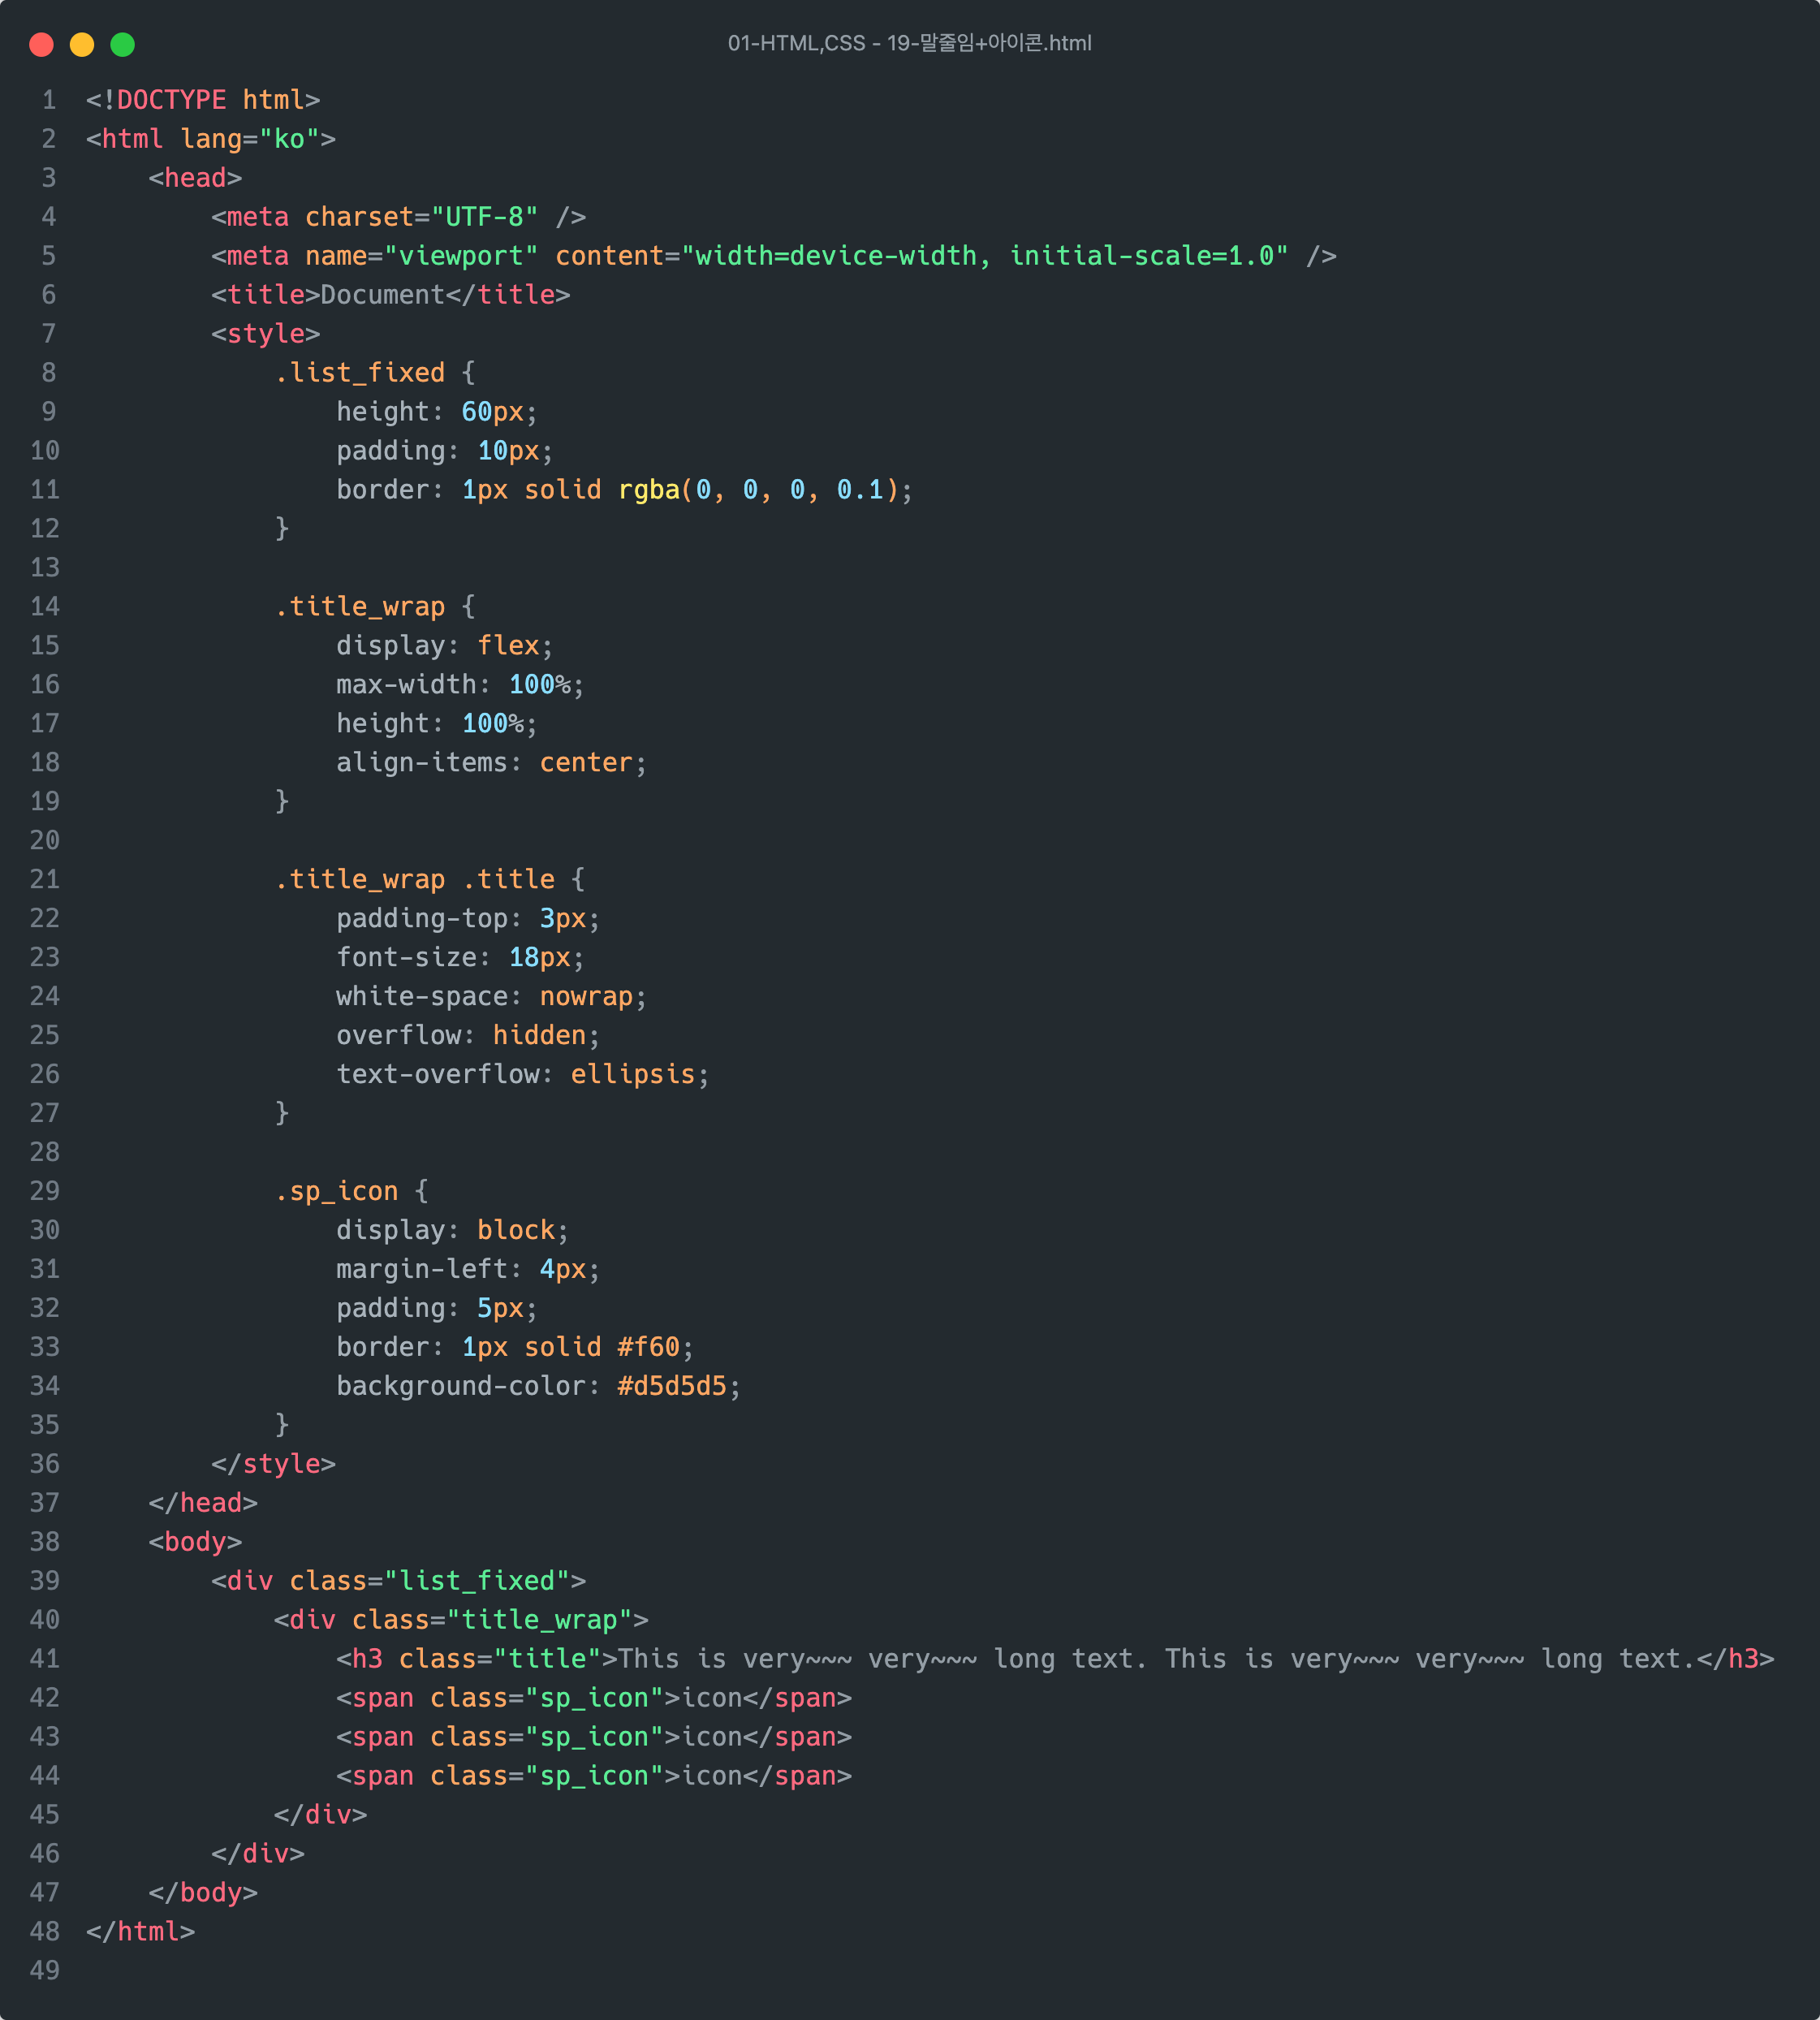 01-HTML,CSS - 19-말줄임+아이콘.html
1 <!DOCTYPE html>
2 <html lang="ko">
3     <head>
4         <meta charset="UTF-8" />
5         <meta name="viewport" content="width=device-width, initial-scale=1.0" />
6         <title>Document</title>
7         <style>
8             .list_fixed {
9                 height: 60px;
10                 padding: 10px;
11                 border: 1px solid rgba(0, 0, 0, 0.1);
12             }
13
14             .title_wrap {
15                 display: flex;
16                 max-width: 100%;
17                 height: 100%;
18                 align-items: center;
19             }
20
21             .title_wrap .title {
22                 padding-top: 3px;
23                 font-size: 18px;
24                 white-space: nowrap;
25                 overflow: hidden;
26                 text-overflow: ellipsis;
27             }
28
29             .sp_icon {
30                 display: block;
31                 margin-left: 4px;
32                 padding: 5px;
33                 border: 1px solid #f60;
34                 background-color: #d5d5d5;
35             }
36         </style>
37     </head>
38     <body>
39         <div class="list_fixed">
40             <div class="title_wrap">
41                 <h3 class="title">This is very~~~ very~~~ long text. This is very~~~ very~~~ long text.</h3>
42                 <span class="sp_icon">icon</span>
43                 <span class="sp_icon">icon</span>
44                 <span class="sp_icon">icon</span>
45             </div>
46         </div>
47     </body>
48 </html>
49